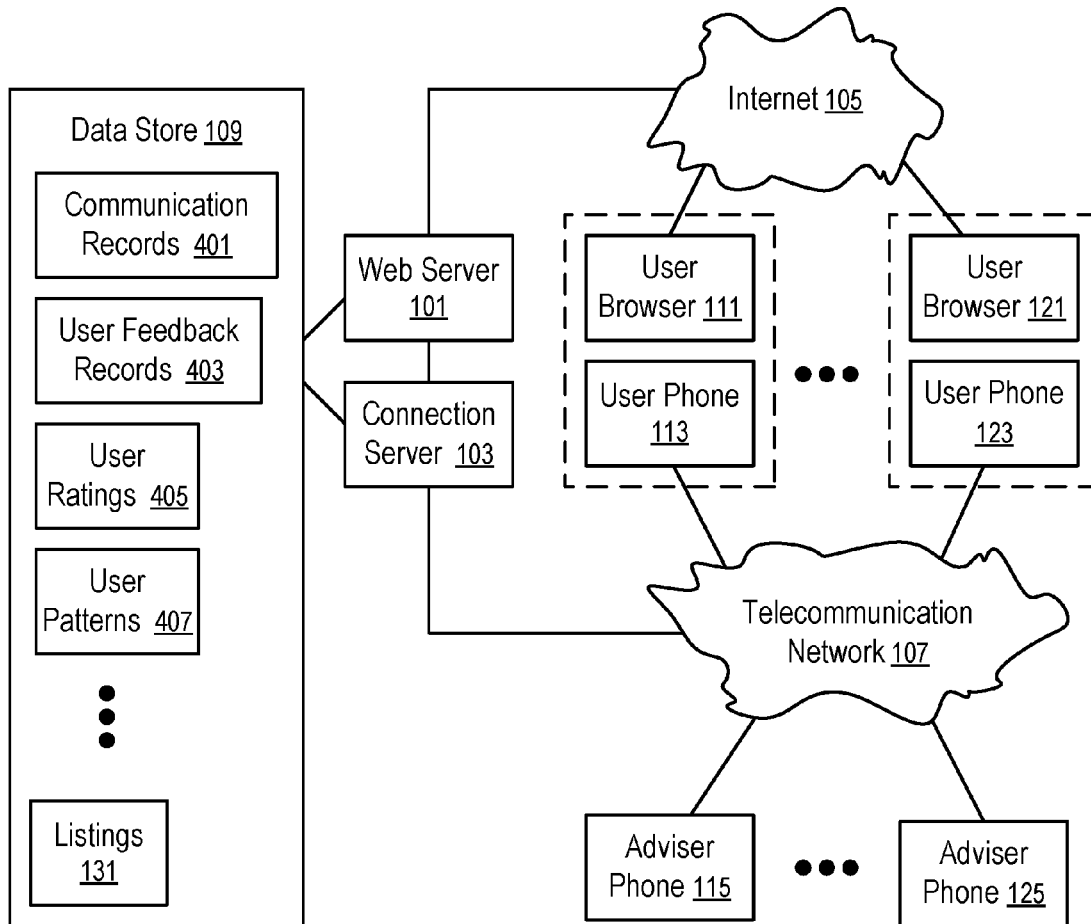 Data Store 109
Communication
Records 401
User Feedback
Records 403
User
Ratings 405
User
Patterns 407
Listings
131
Web Server
101
Connection
Server 103
Internet 105
User
Browser 111
User Phone
113
User
Browser 121
User Phone
123
Telecommunication
Network 107
Adviser
Phone 115
Adviser
Phone 125